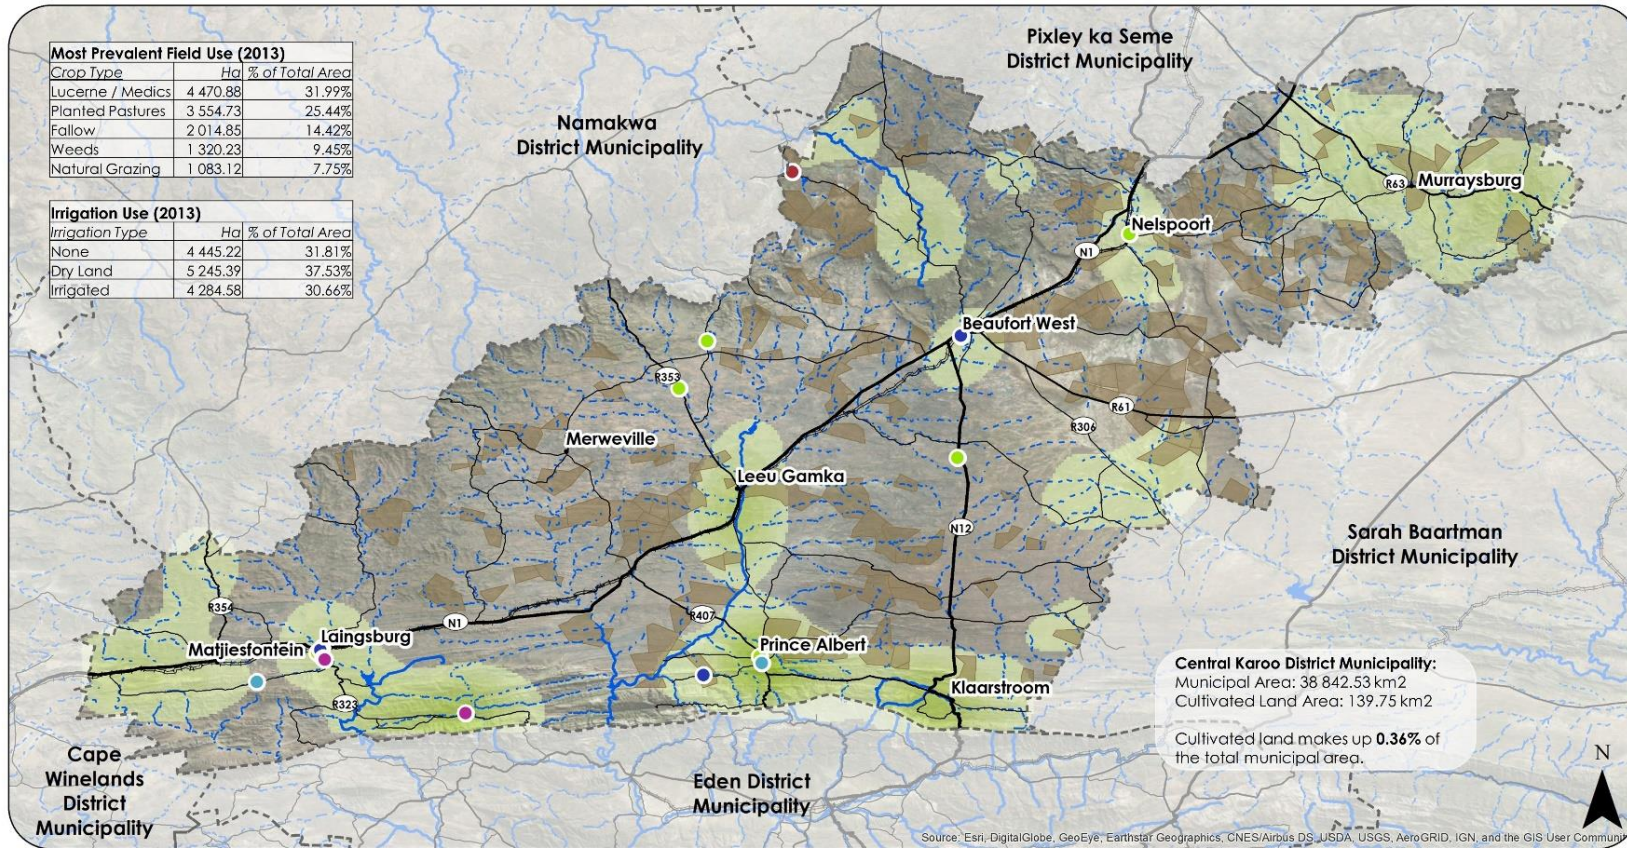 Most Prevalent Field Use (2013)
Crop Type Ha % of Total Area
Lucerne / Medics 4 470.88 31.99%
Planted Pastures 3 554.73 25.44%
Fallow 2 014.85 14.42%
Weeds 1 320.23 9.45%
Natural Grazing 1 083.12 7.75%
Irrigation Use (2013)
Irrigation Type Ha % of Total Area
None 4 445.22 31.81%
Dry Land 5 245.39 37.53%
Irrigated 4 284.58 30.66%
Pixley ka Seme
District Municipality
Namakwa
District Municipality
R63
Murraysburg
Nelspoort
N1
Beaufort West
R353
R61
R306
Merweville
Leeu Gamka
N12
Sarah Baartman
District Municipality
R354
N1
R407
Laingsburg
Matjiesfontein
Prince Albert
Klaarstroom
R323
Central Karoo District Municipality:
Municipal Area: 38 842.53 km2
Cultivated Land Area: 139.75 km2
Cultivated land makes up 0.36% of
the total municipal area.
Cape
Winelands
District
Municipality
Eden District
Municipality
N
Source: Esri, DigitalGlobe, GeoEye, Earthstar Geographics, CNES/Airbus DS, USDA, USGS, AeroGRID, IGN, and the GIS User Communit